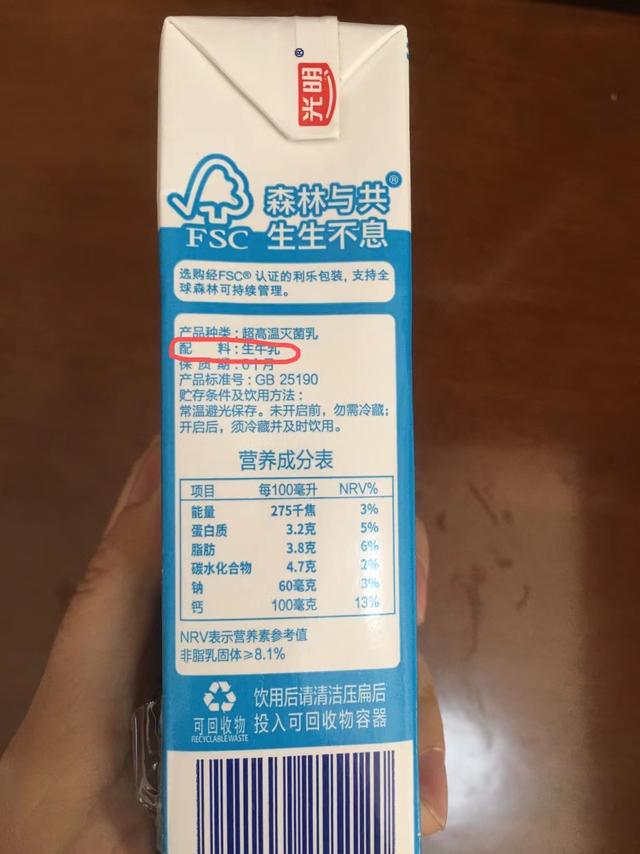 光明®
森林与共®
FSC 生生不息
选购经FSC®认证的利乐包装,支持全
球森林可持续管理。
产品种类:超高温灭菌乳
配 料:生牛乳
保 质 期:6个月
产品标准号:GB 25190
贮存条件及饮用方法:
常温避光保存。未开启前,勿需冷藏;
开启后,须冷藏并及时饮用。
营养成分表
项目 每100毫升 NRV%
能量 275千焦 3%
蛋白质 3.2克 5%
脂肪 3.8克 6%
碳水化合物 4.7克 2%
钠 60毫克 3%
钙 100毫克 13%
NRV表示营养素参考值
非脂乳固体≥8.1%
饮用后请清洁压扁后
可回收物 投入可回收物容器
RECYCLABLE WASTE